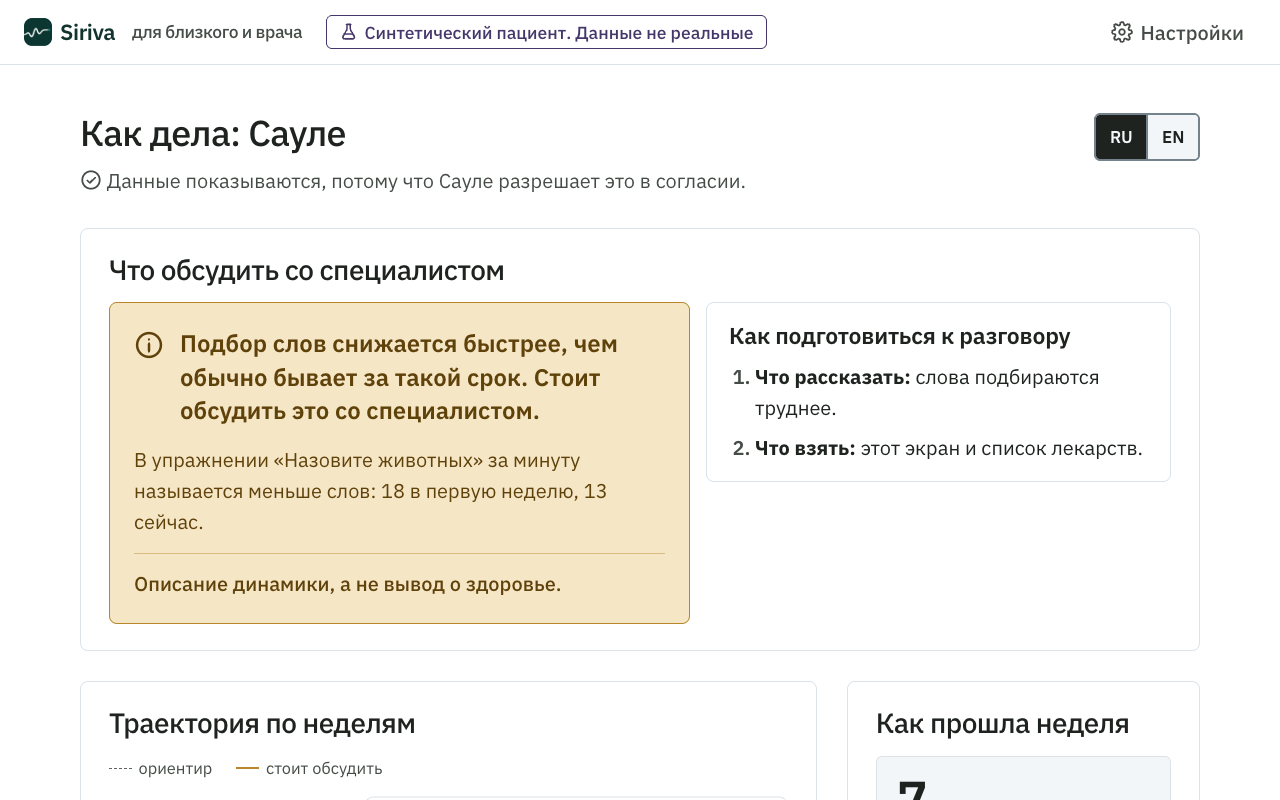 Siriva для близкого и врача Синтетический пациент. Данные не реальные Настройки
Как дела: Сауле
RU EN
Данные показываются, потому что Сауле разрешает это в согласии.
Что обсудить со специалистом
Подбор слов снижается быстрее, чем
обычно бывает за такой срок. Стоит
обсудить это со специалистом.
В упражнении «Назовите животных» за минуту
называется меньше слов: 18 в первую неделю, 13
сейчас.
Описание динамики, а не вывод о здоровье.
Как подготовиться к разговору
1. Что рассказать: слова подбираются
труднее.
2. Что взять: этот экран и список лекарств.
Траектория по неделям
ориентир стоит обсудить
Как прошла неделя
7